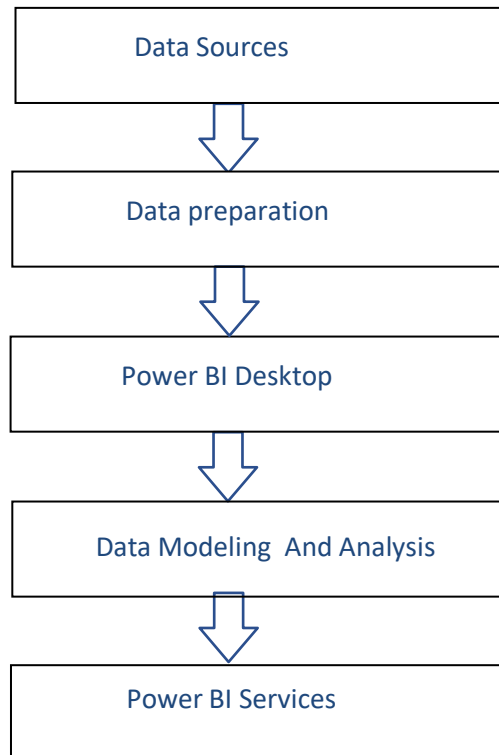 Data Sources
Data preparation
Power BI Desktop
Data Modeling  And Analysis
Power BI Services